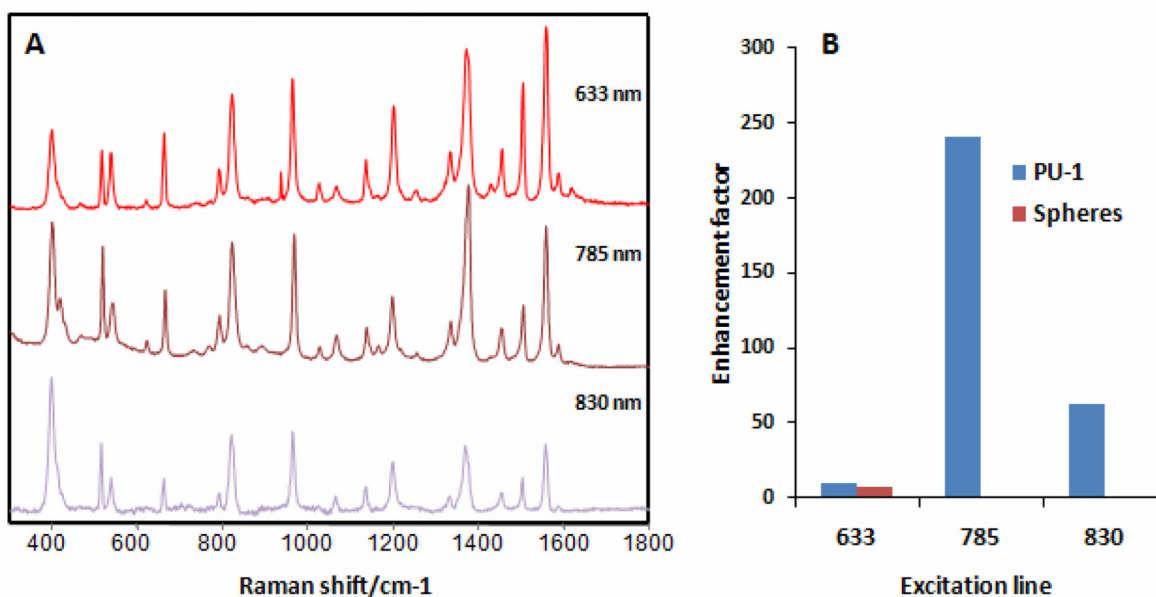 A
633 nm
785 nm
830 nm
400 600 800 1000 1200 1400 1600 1800
Raman shift/cm-1
B
300
250
200
150
100
50
0
Enhancement factor
PU-1
Spheres
633 785 830
Excitation line